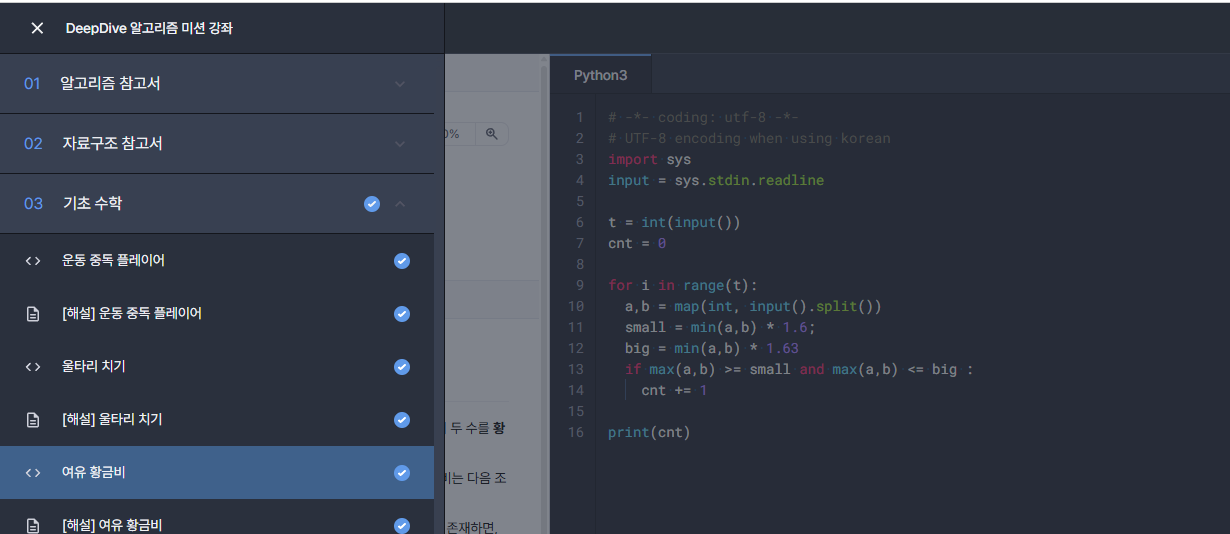 DeepDive 알고리즘 미션 강좌
01 알고리즘 참고서
02 자료구조 참고서
03 기초 수학
운동 중독 플레이어
[해설] 운동 중독 플레이어
울타리 치기
[해설] 울타리 치기
여유 황금비
[해설] 여유 황금비
0%
두 수를 황
비는 다음 조
존재하면,
Python3
1 # -*- coding: utf-8 -*-
2 # UTF-8 encoding when using korean
3 import sys
4 input = sys.stdin.readline
5
6 t = int(input())
7 cnt = 0
8
9 for i in range(t):
10 a,b = map(int, input().split())
11 small = min(a,b) * 1.6;
12 big = min(a,b) * 1.63
13 if max(a,b) >= small and max(a,b) <= big :
14 cnt += 1
15
16 print(cnt)